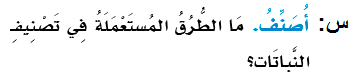 س: أُصَنِّفُ. مَا الطُّرُقُ المُسْتَعْمَلَةُ فِي تَصْنِيفِ
النَّبَاتَاتِ؟